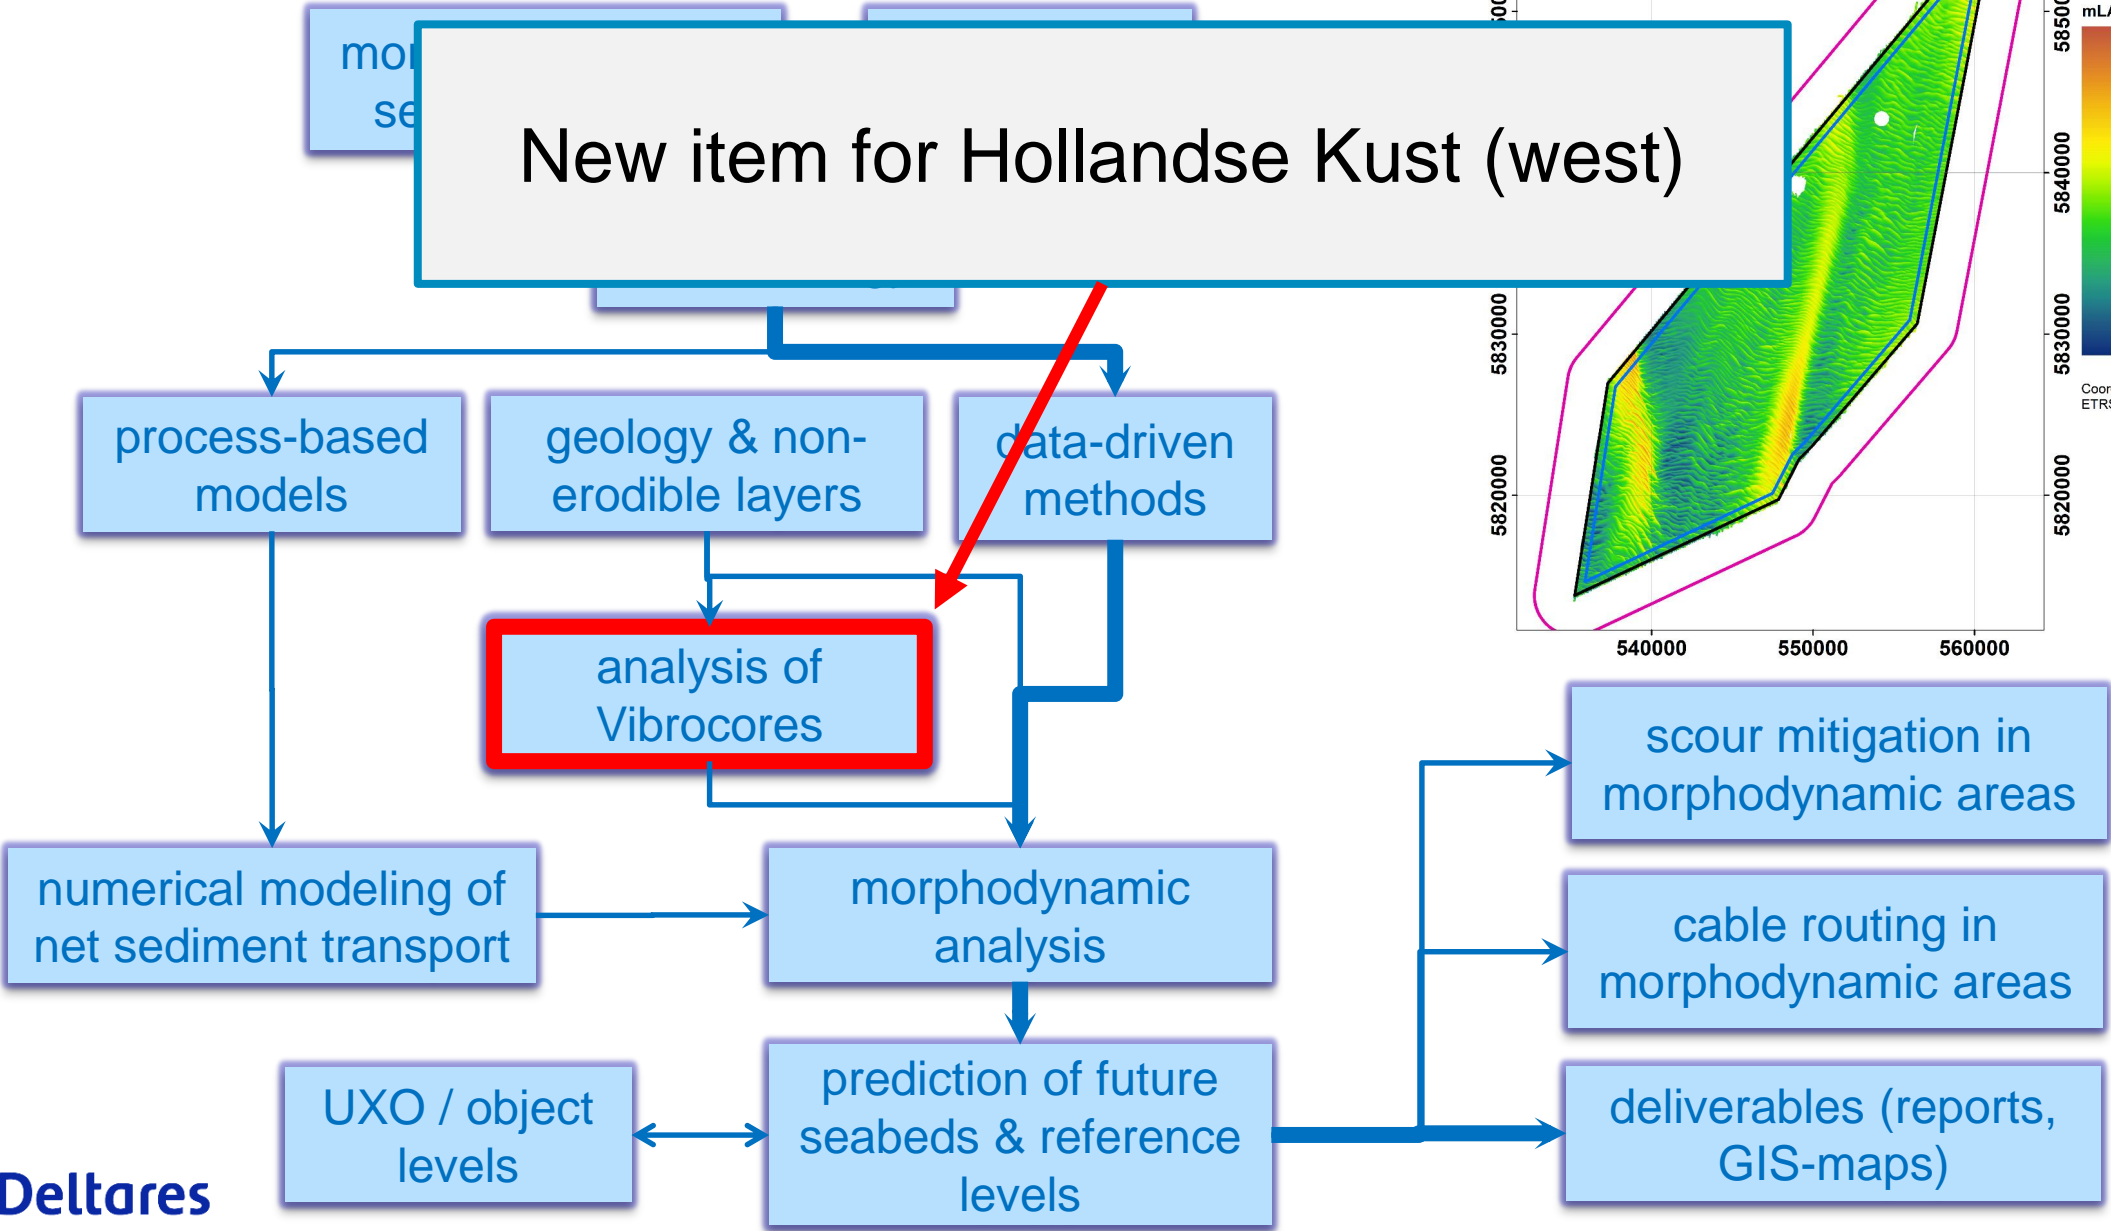 New item for Hollandse Kust (west)
process-based
models
geology & non-
erodible layers
data-driven
methods
analysis of
Vibrocores
numerical modeling of
net sediment transport
morphodynamic
analysis
UXO / object
levels
prediction of future
seabeds & reference
levels
scour mitigation in
morphodynamic areas
cable routing in
morphodynamic areas
deliverables (reports,
GIS-maps)
Deltares
5840000
5830000
5820000
5840000
5830000
5820000
540000
550000
560000